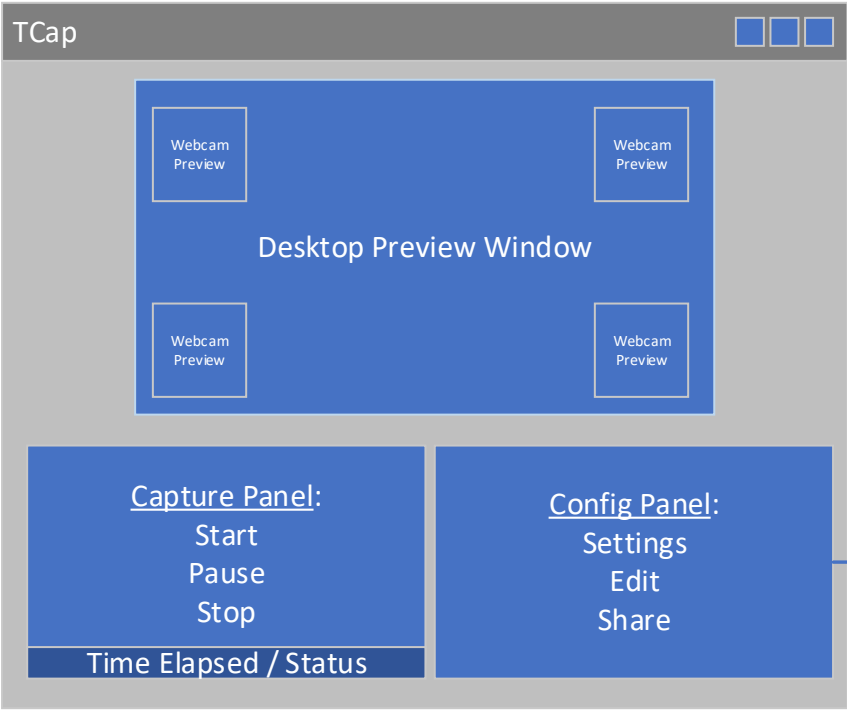 TCap
Webcam
Preview
Webcam
Preview
Desktop Preview Window
Webcam
Preview
Webcam
Preview
Capture Panel:
Start
Pause
Stop
Time Elapsed / Status
Config Panel:
Settings
Edit
Share